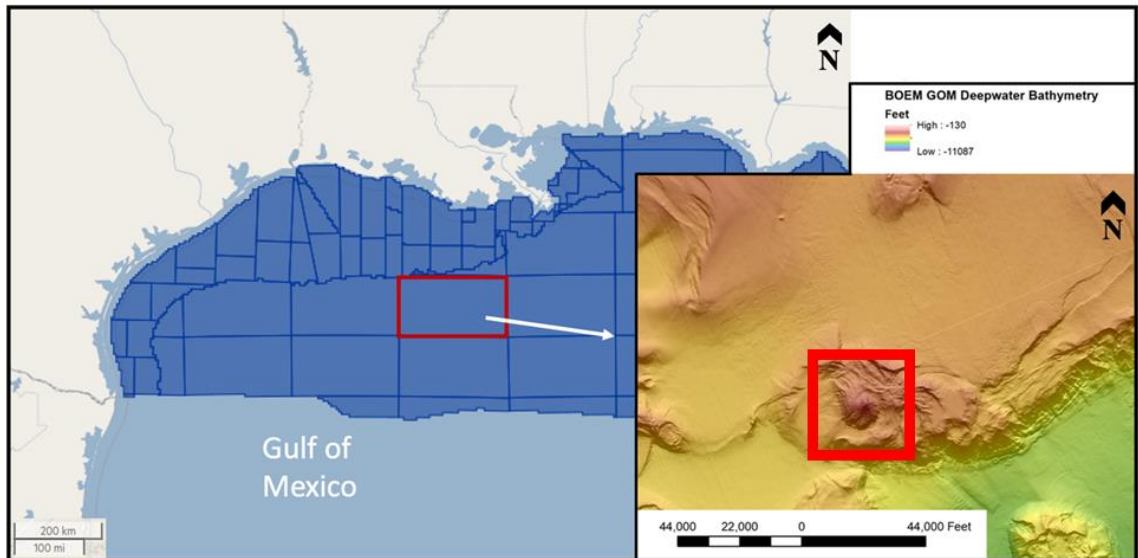 N
BOEM GOM Deepwater Bathymetry
Feet
High : -130
Low : -11087
N
Gulf of
Mexico
200 km
100 mi
44,000 22,000 0 44,000 Feet